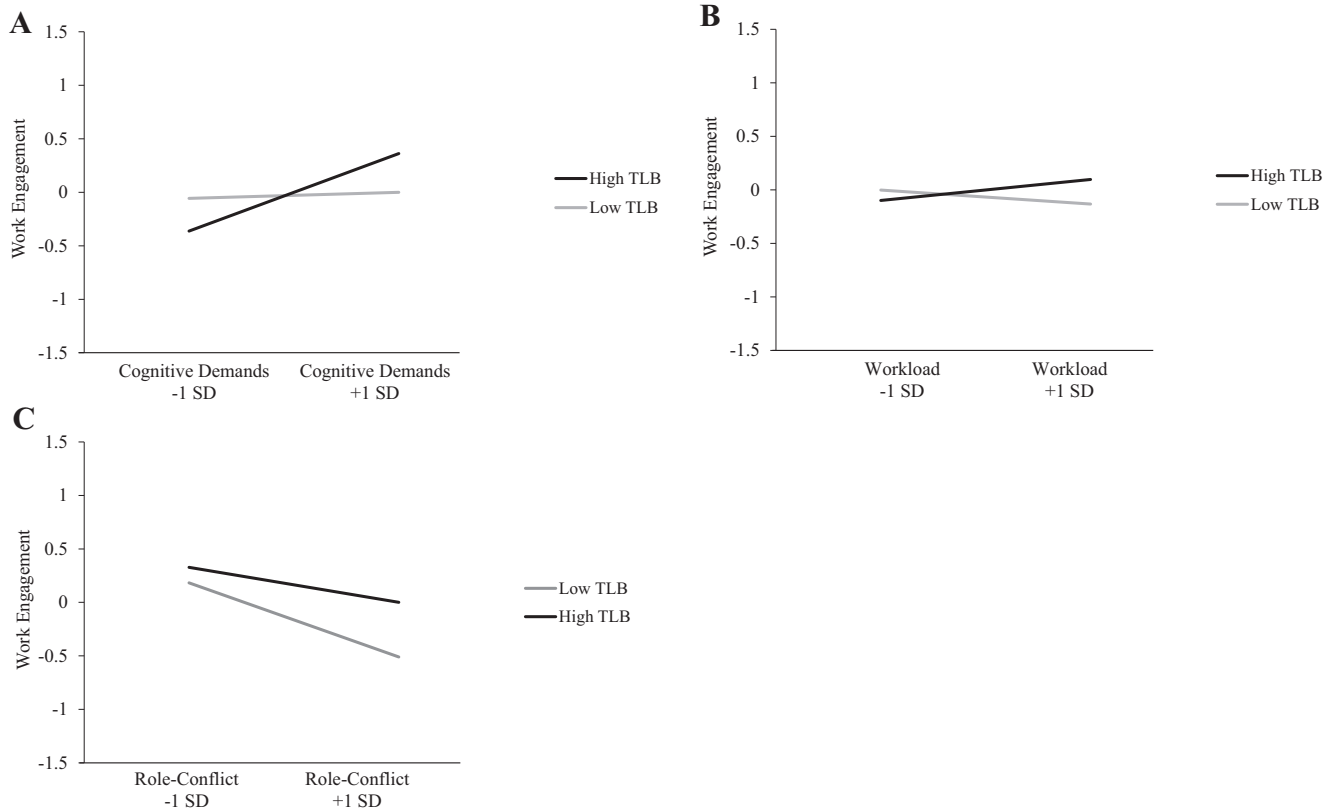 A
1.5
1
0.5
0
-0.5
-1
-1.5
Work Engagement
Cognitive Demands
-1 SD
Cognitive Demands
+1 SD
High TLB
Low TLB
B
1.5
1
0.5
0
-0.5
-1
-1.5
Work Engagement
Workload
-1 SD
Workload
+1 SD
High TLB
Low TLB
C
1.5
1
0.5
0
-0.5
-1
-1.5
Work Engagement
Role-Conflict
-1 SD
Role-Conflict
+1 SD
Low TLB
High TLB